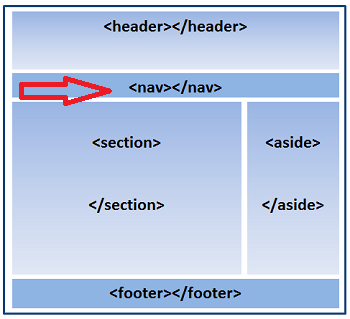 <header></header>
<nav></nav>
<section>
</section>
<aside>
</aside>
<footer></footer>